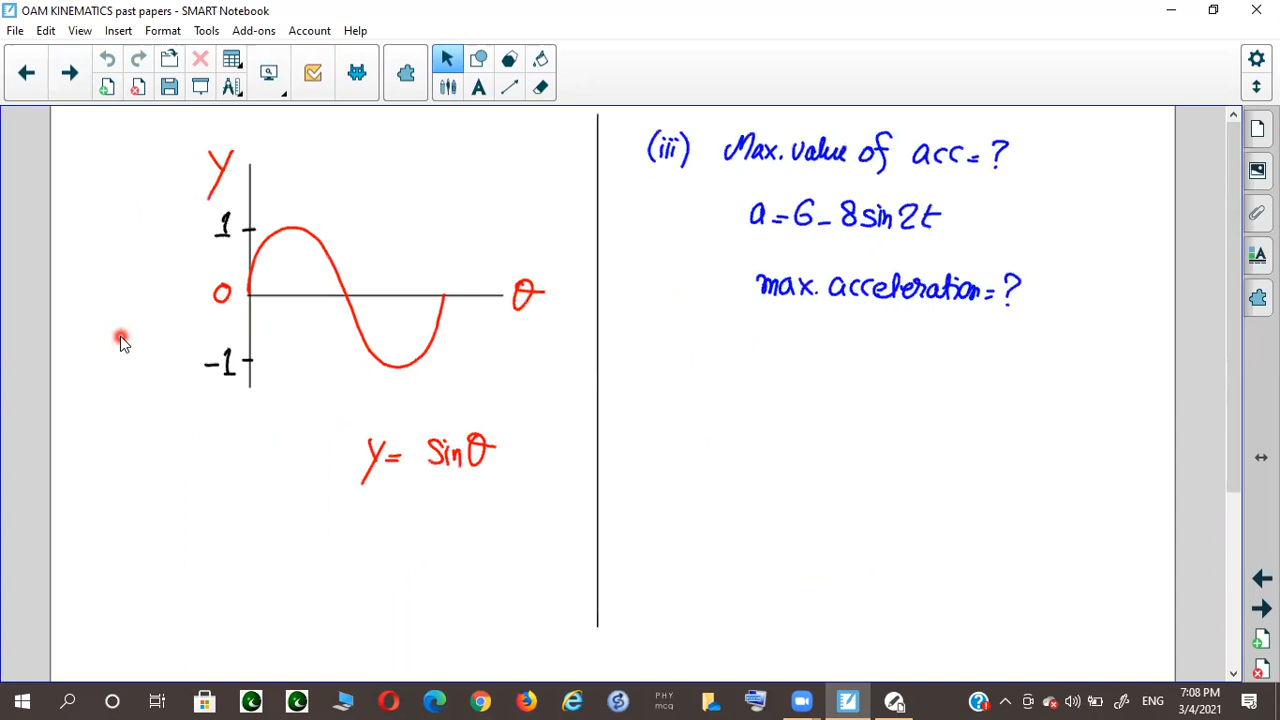 OAM KINEMATICS past papers - SMART Notebook
File Edit View Insert Format Tools Add-ons Account Help
y
1
0
-1
θ
y = sinθ
(iii) Max. value of acc = ?
a = 6 - 8 sin 2t
max. acceleration = ?
PHY
mcq
ENG
7:08 PM
3/4/2021